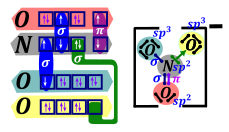 O
σ π
N
σ
σ
O
O
sp³ sp³ −
O O
σ σ
N sp²
σ π
O sp²